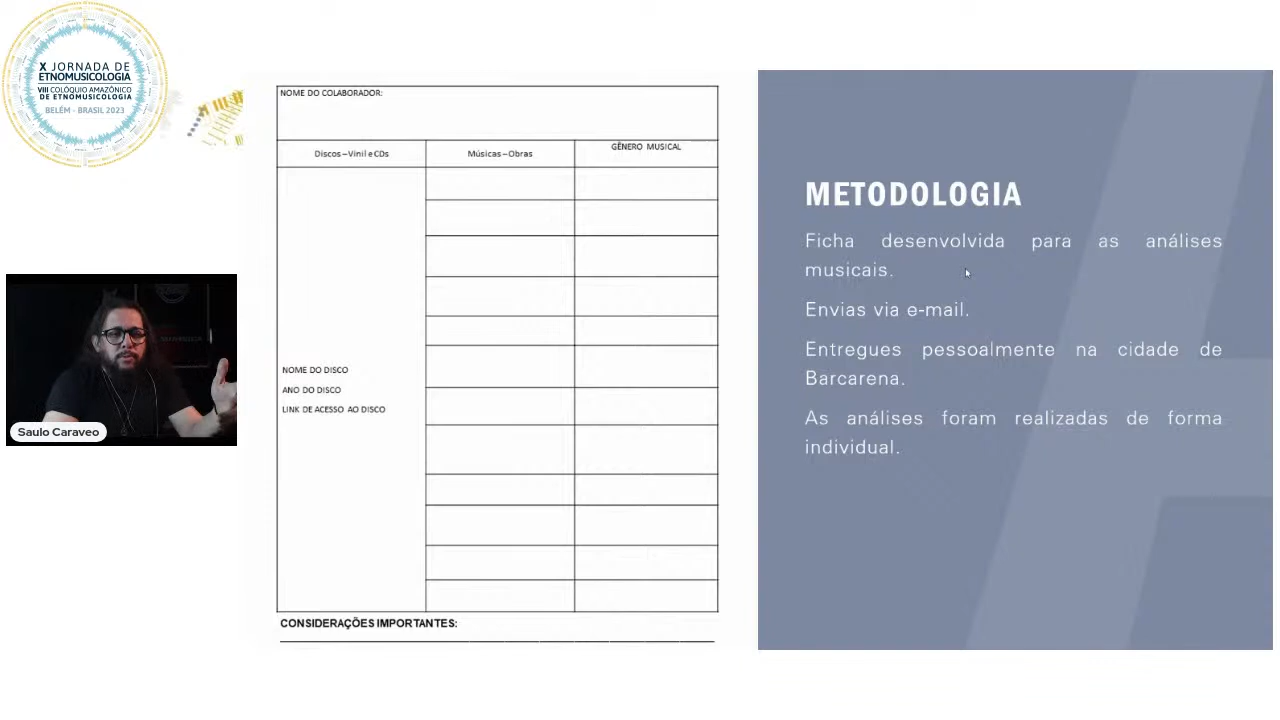 X JORNADA DE
ETNOMUSICOLOGIA
VIII COLÓQUIO AMAZÔNICO
DE ETNOMUSICOLOGIA
BELÉM - BRASIL 2023
Saulo Caraveo
NOME DO COLABORADOR:
Discos – Vinil e CDs
Músicas – Obras
GÊNERO MUSICAL
NOME DO DISCO
ANO DO DISCO
LINK DE ACESSO AO DISCO
CONSIDERAÇÕES IMPORTANTES:
METODOLOGIA
Ficha desenvolvida para as análises
musicais.
Envias via e-mail.
Entregues pessoalmente na cidade de
Barcarena.
As análises foram realizadas de forma
individual.